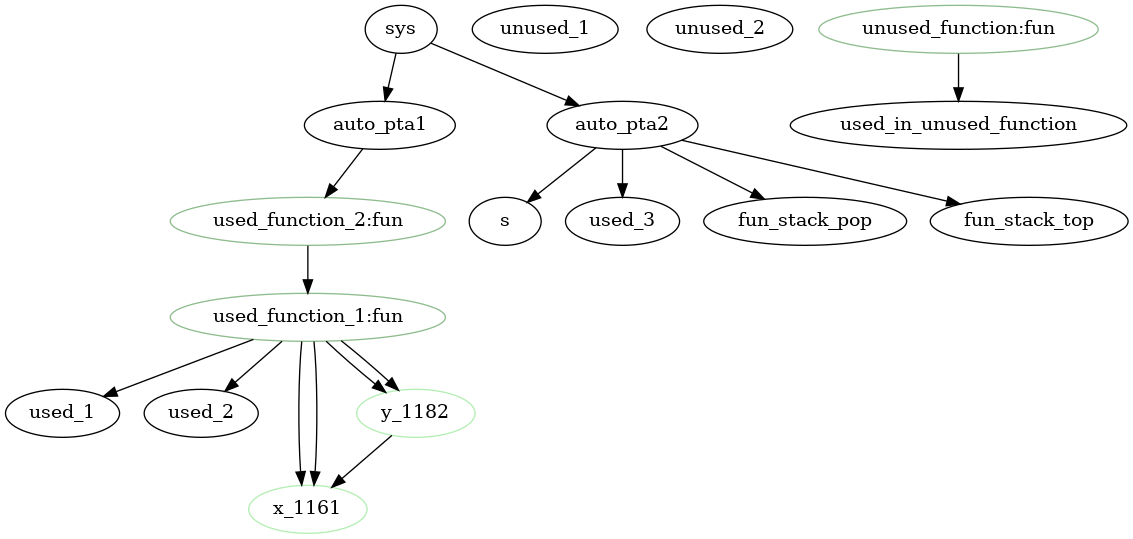 sys
unused_1
unused_2
unused_function:fun
auto_pta1
auto_pta2
used_in_unused_function
used_function_2:fun
s
used_3
fun_stack_pop
fun_stack_top
used_function_1:fun
used_1
used_2
y_1182
x_1161